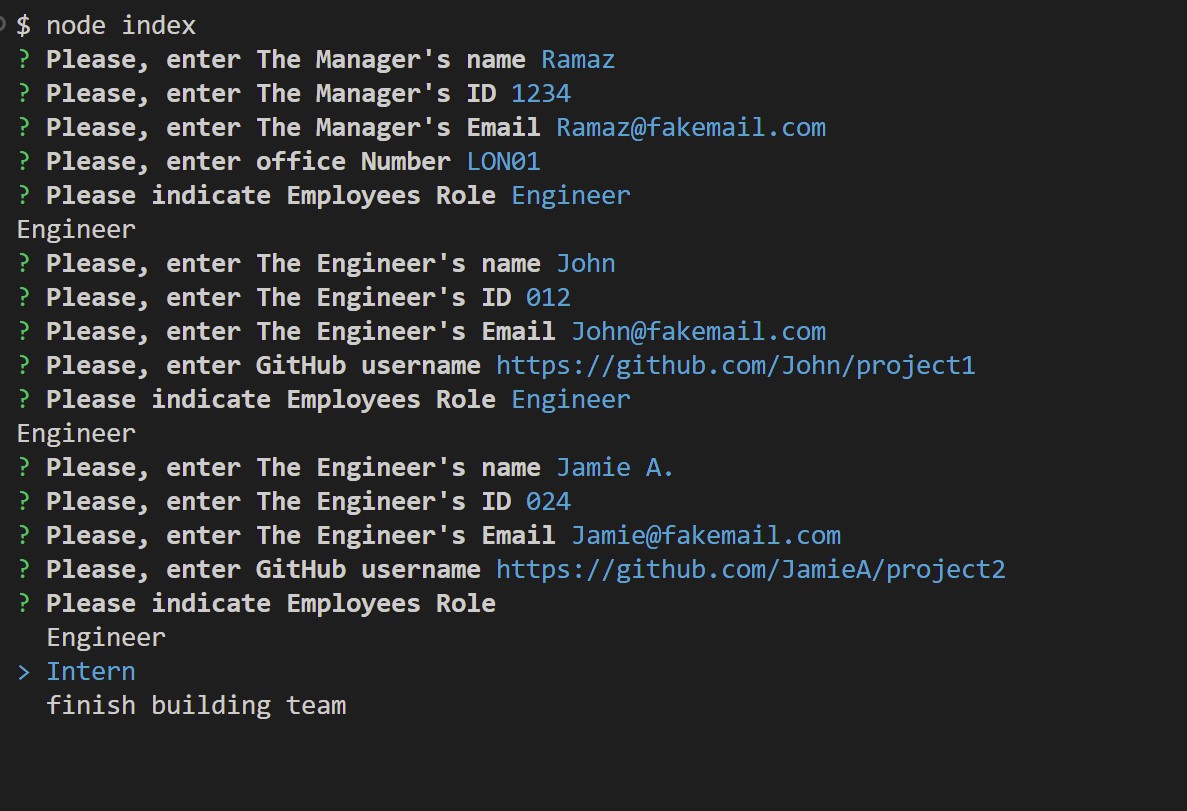 $ node index
? Please, enter The Manager's name Ramaz
? Please, enter The Manager's ID 1234
? Please, enter The Manager's Email Ramaz@fakemail.com
? Please, enter office Number LON01
? Please indicate Employees Role Engineer
Engineer
? Please, enter The Engineer's name John
? Please, enter The Engineer's ID 012
? Please, enter The Engineer's Email John@fakemail.com
? Please, enter GitHub username https://github.com/John/project1
? Please indicate Employees Role Engineer
Engineer
? Please, enter The Engineer's name Jamie A.
? Please, enter The Engineer's ID 024
? Please, enter The Engineer's Email Jamie@fakemail.com
? Please, enter GitHub username https://github.com/JamieA/project2
? Please indicate Employees Role
  Engineer
> Intern
  finish building team